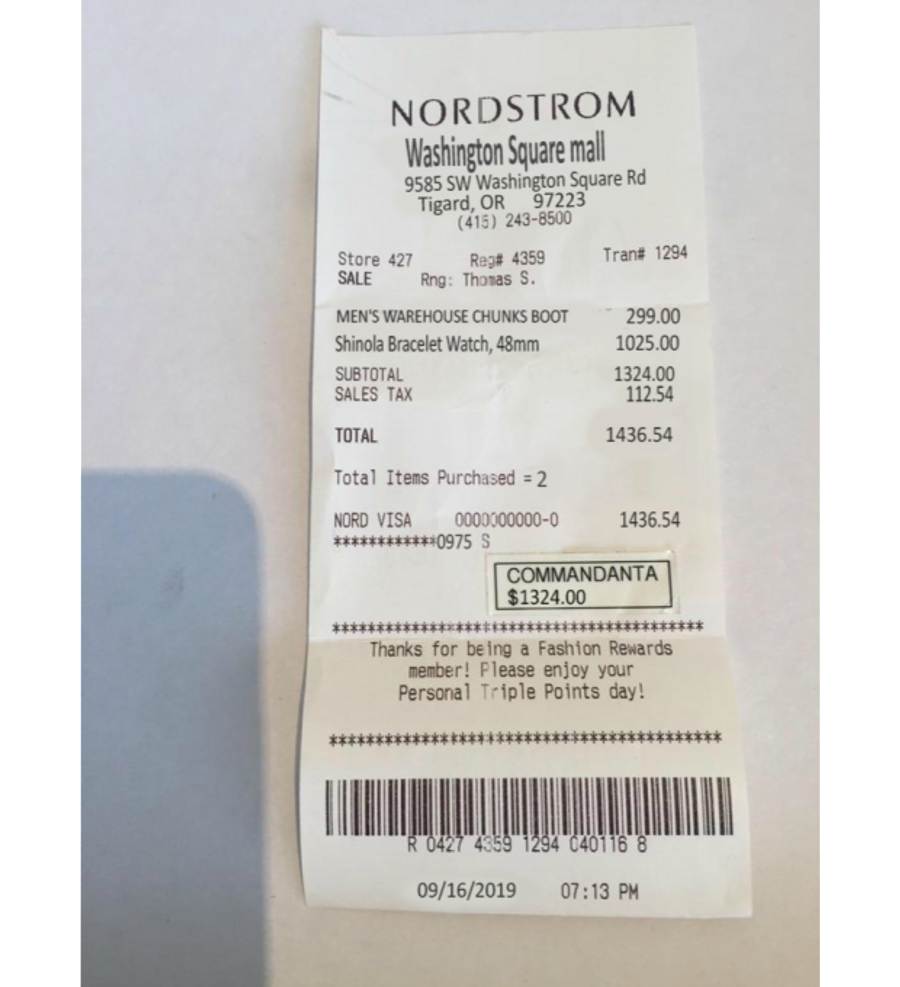 NORDSTROM
Washington Square mall
9585 SW Washington Square Rd
Tigard, OR 97223
(415) 243-8500
Store 427 Reg# 4359 Tran# 1294
SALE Rng: Thomas S.
MEN'S WAREHOUSE CHUNKS BOOT 299.00
Shinola Bracelet Watch, 48mm 1025.00
SUBTOTAL 1324.00
SALES TAX 112.54
TOTAL 1436.54
Total Items Purchased = 2
NORD VISA 0000000000-0 1436.54
************0975 S
COMMANDANTA
$1324.00
*****************************************
Thanks for being a Fashion Rewards
member! Please enjoy your
Personal Triple Points day!
*****************************************
R 0427 4359 1294 040116 8
09/16/2019 07:13 PM